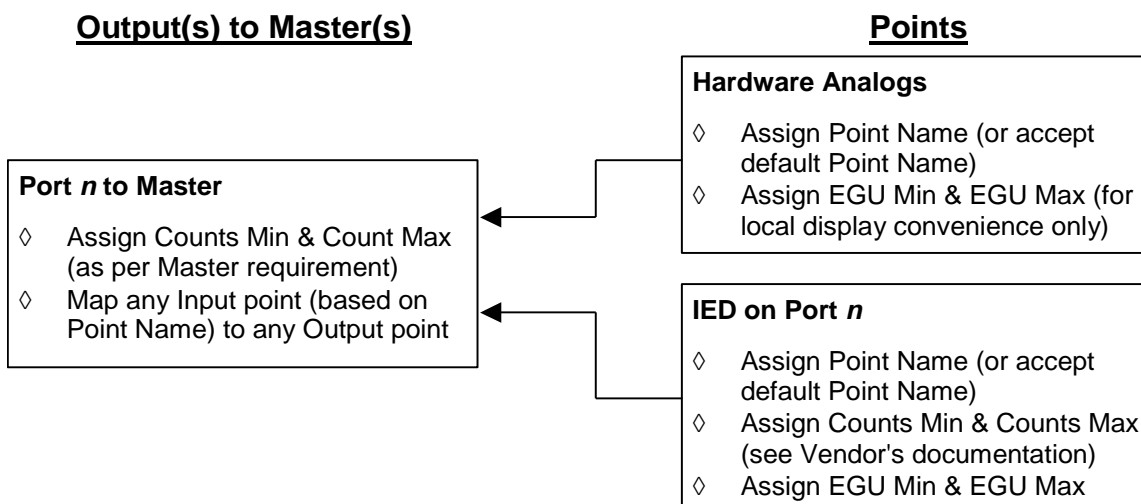 Output(s) to Master(s)
Points
Port n to Master
◊ Assign Counts Min & Count Max
(as per Master requirement)
◊ Map any Input point (based on
Point Name) to any Output point
Hardware Analogs
◊ Assign Point Name (or accept
default Point Name)
◊ Assign EGU Min & EGU Max (for
local display convenience only)
IED on Port n
◊ Assign Point Name (or accept
default Point Name)
◊ Assign Counts Min & Counts Max
(see Vendor's documentation)
◊ Assign EGU Min & EGU Max